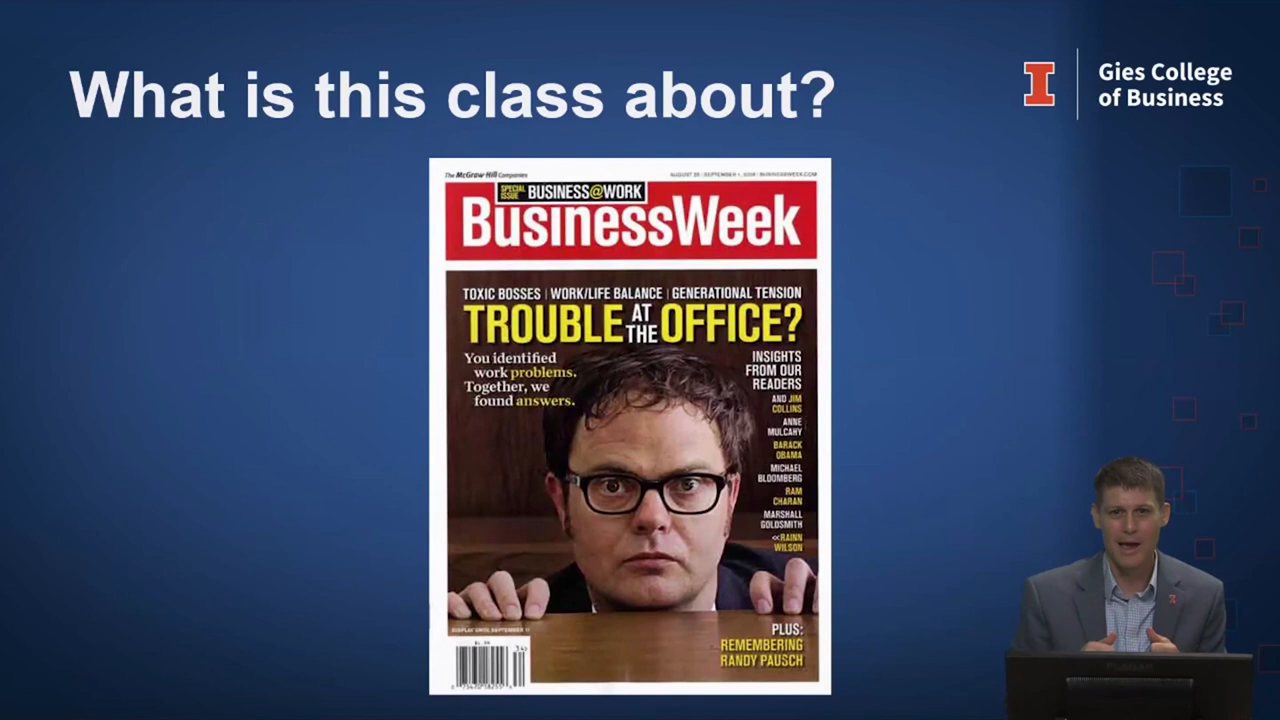 What is this class about?
I
Gies College
of Business
The McGraw·Hill Companies
SPECIAL
ISSUE
BUSINESS@WORK
BusinessWeek
TOXIC BOSSES | WORK/LIFE BALANCE | GENERATIONAL TENSION
TROUBLE AT THE OFFICE?
You identified
work problems.
Together, we
found answers.
INSIGHTS
FROM OUR
READERS
AND JIM
COLLINS
ANNE
MULCAHY
BARACK
OBAMA
MICHAEL
BLOOMBERG
RAM
CHARAN
MARSHALL
GOLDSMITH
<<RAINN
WILSON
DISPLAY UNTIL SEPTEMBER
PLUS:
REMEMBERING
RANDY PAUSCH